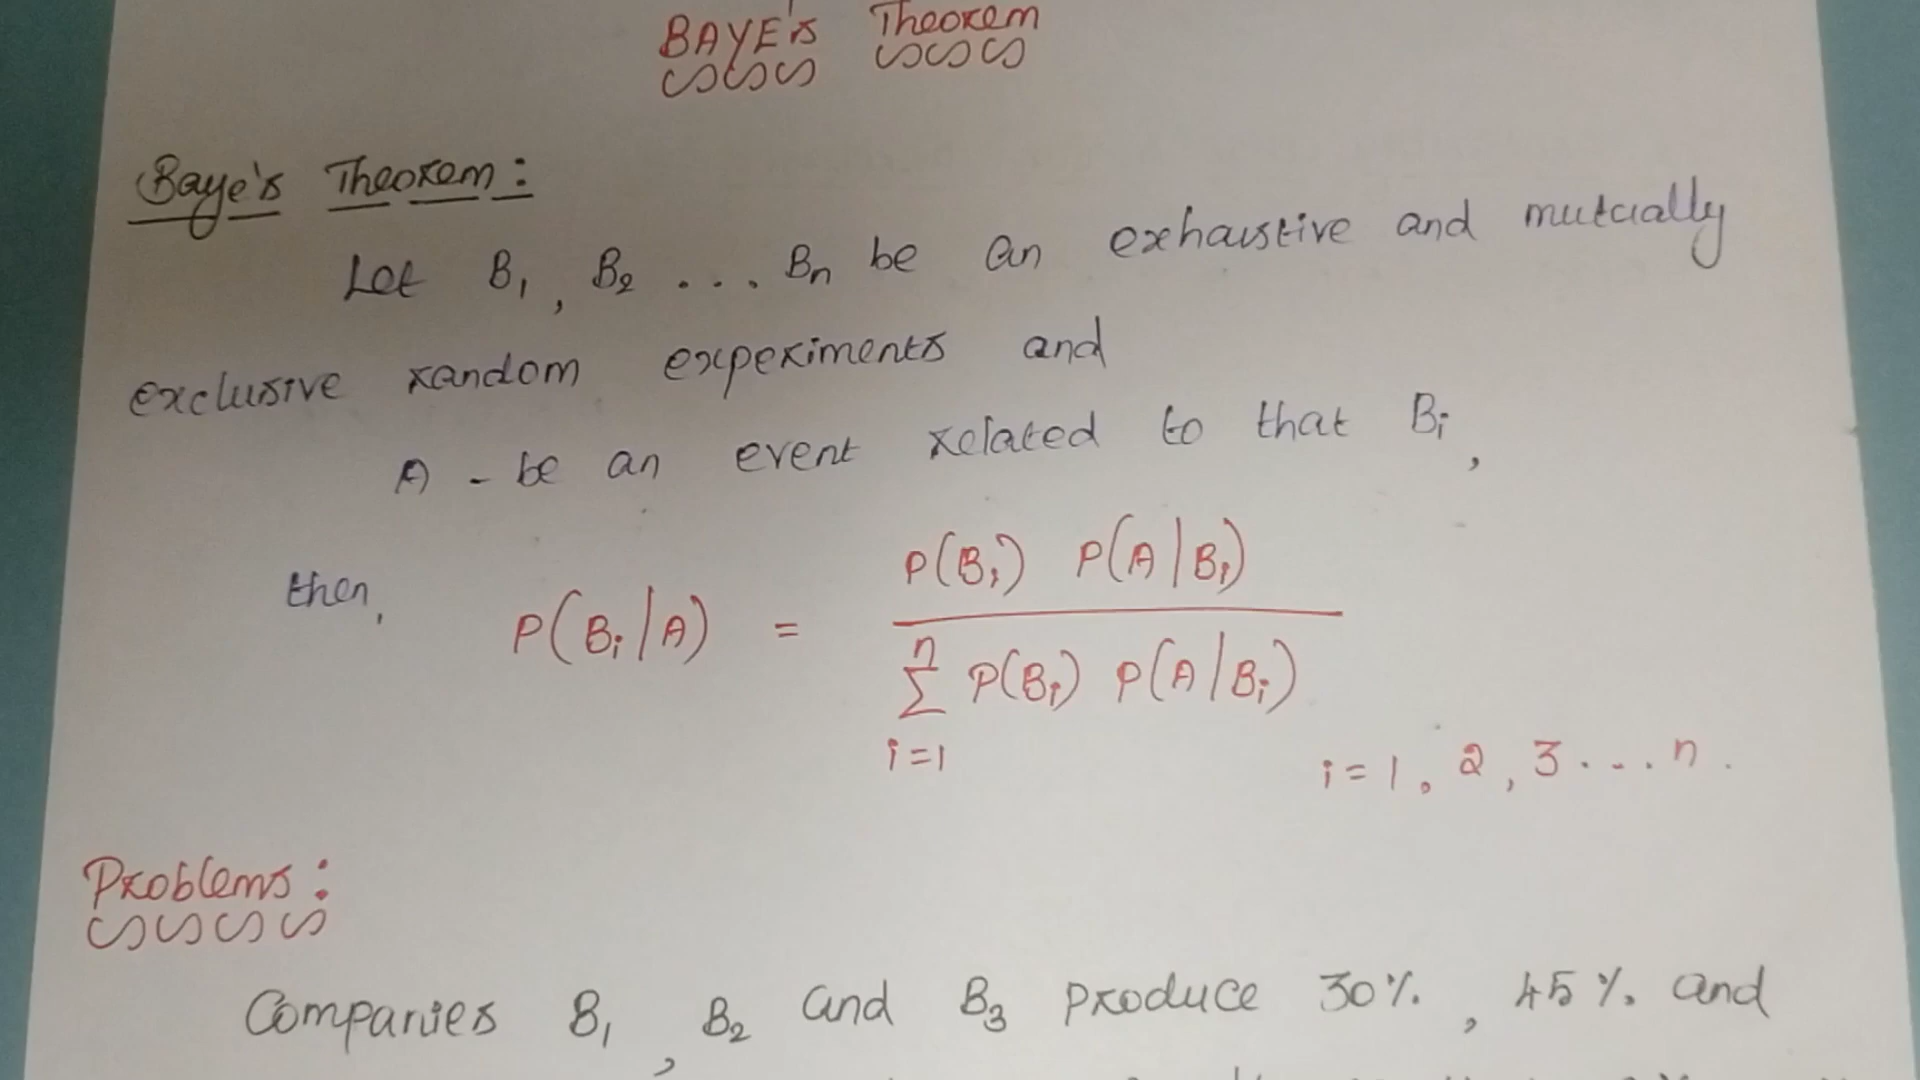 BAYE's Theorem
Baye's Theorem:
Let B₁, B₂ .... Bₙ be an exhaustive and mutually
exclusive random experiments and
A - be an event related to that Bᵢ,
then, P(Bᵢ/A) = P(Bᵢ) P(A/Bᵢ) / n Σ i=1 P(Bᵢ) P(A/Bᵢ)
i = 1, 2, 3 ... n.
Problems:
Companies B₁, B₂ and B₃ produce 30%, 45% and